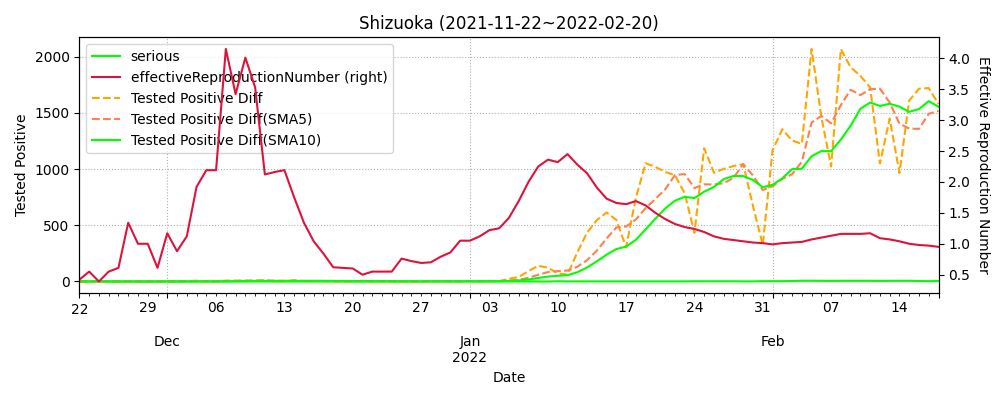 Shizuoka (2021-11-22~2022-02-20)
serious
effectiveReproductionNumber (right)
Tested Positive Diff
Tested Positive Diff(SMA5)
Tested Positive Diff(SMA10)
Tested Positive
2000
1500
1000
500
0
Effective Reproduction Number
4.0
3.5
3.0
2.5
2.0
1.5
1.0
0.5
22 29 06 13 20 27 03 10 17 24 31 07 14
Dec Jan Feb
2022
Date